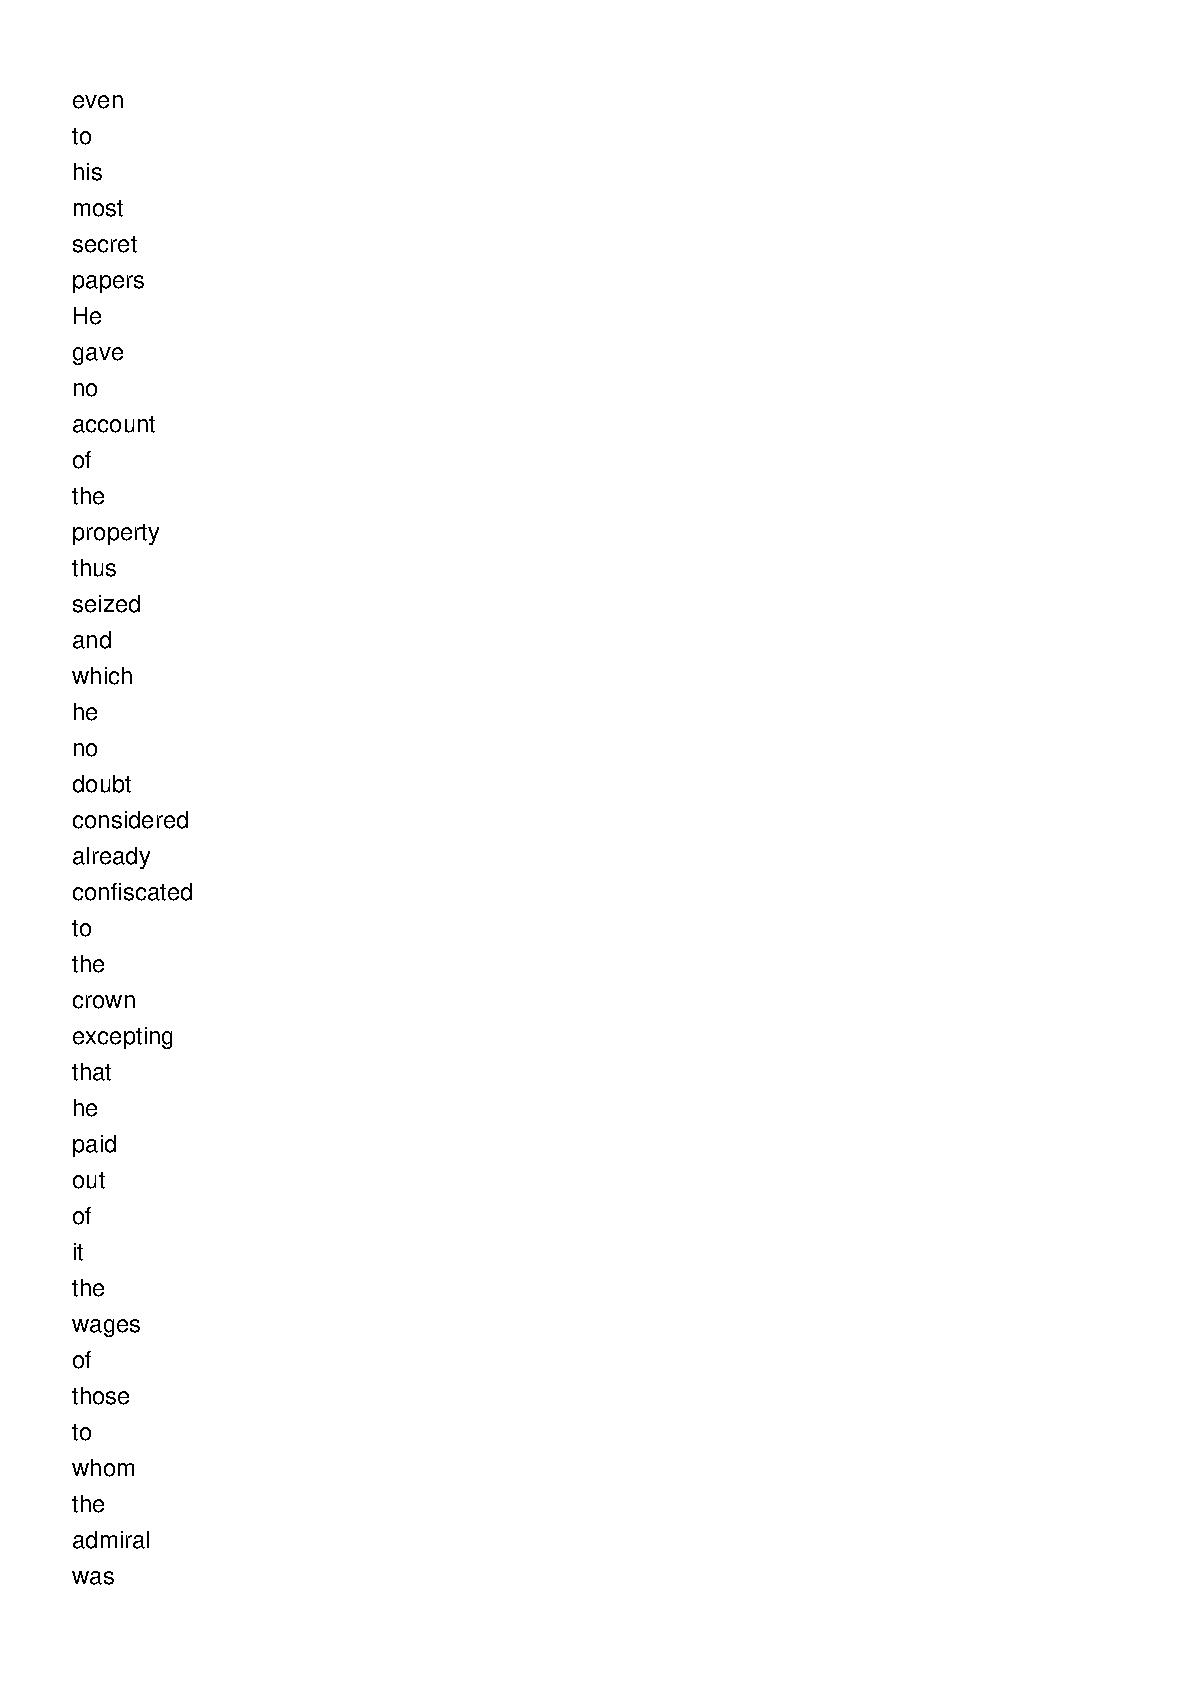 even
to
his
most
secret
papers
He
gave
no
account
of
the
property
thus
seized
and
which
he
no
doubt
considered
already
confiscated
to
the
crown
excepting
that
he
paid
out
of
it
the
wages
of
those
to
whom
the
admiral
was